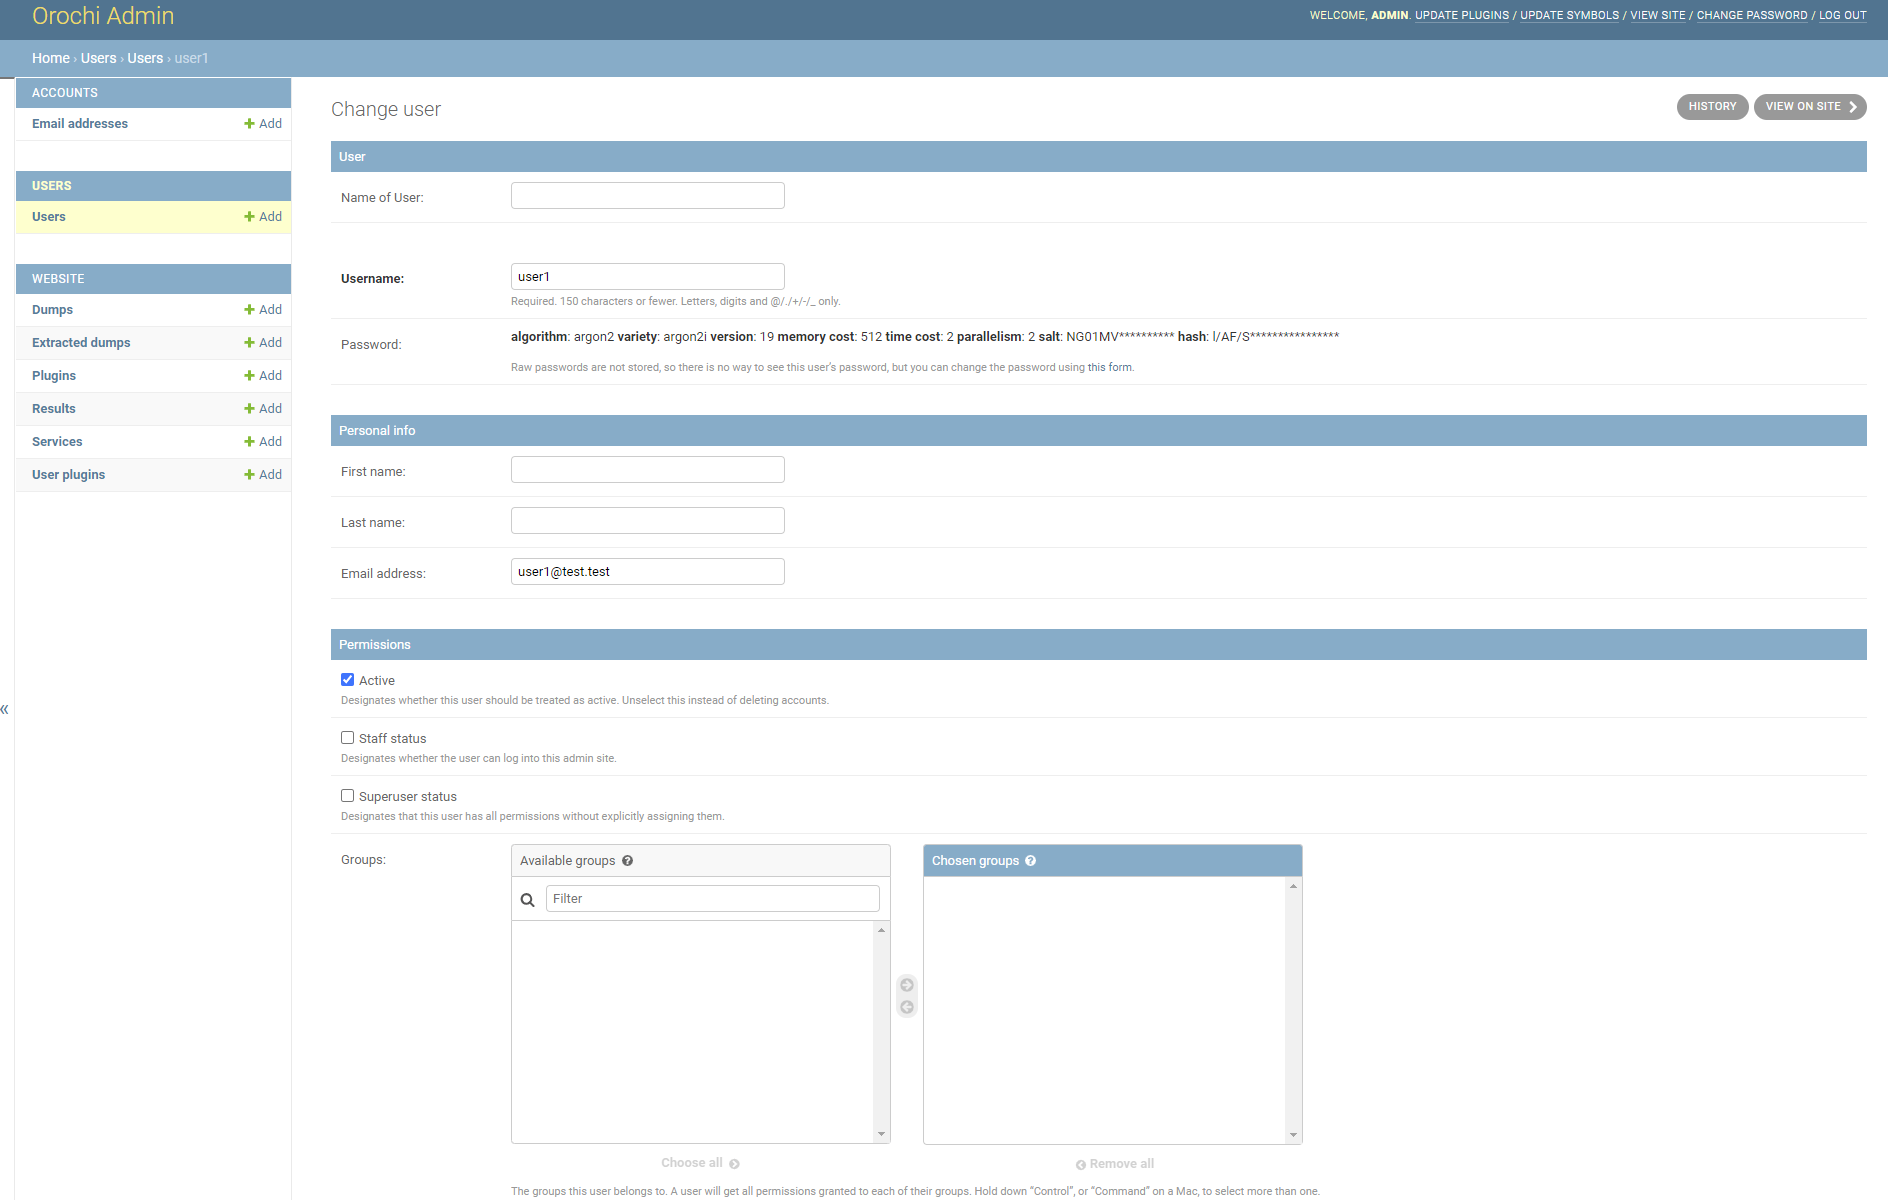 Orochi Admin
WELCOME, ADMIN. UPDATE PLUGINS / UPDATE SYMBOLS / VIEW SITE / CHANGE PASSWORD / LOG OUT
Home › Users › Users › user1
ACCOUNTS
Email addresses
Add
USERS
Users
Add
WEBSITE
Dumps
Add
Extracted dumps
Add
Plugins
Add
Results
Add
Services
Add
User plugins
Add
«
Change user
HISTORY
VIEW ON SITE
User
Name of User:
Username:
user1
Required. 150 characters or fewer. Letters, digits and @/./+/-/_ only.
Password:
algorithm: argon2 variety: argon2i version: 19 memory cost: 512 time cost: 2 parallelism: 2 salt: NG01MV********** hash: l/AF/S****************
Raw passwords are not stored, so there is no way to see this user’s password, but you can change the password using this form.
Personal info
First name:
Last name:
Email address:
user1@test.test
Permissions
Active
Designates whether this user should be treated as active. Unselect this instead of deleting accounts.
Staff status
Designates whether the user can log into this admin site.
Superuser status
Designates that this user has all permissions without explicitly assigning them.
Groups:
Available groups
Filter
Choose all
Chosen groups
Remove all
The groups this user belongs to. A user will get all permissions granted to each of their groups. Hold down “Control”, or “Command” on a Mac, to select more than one.